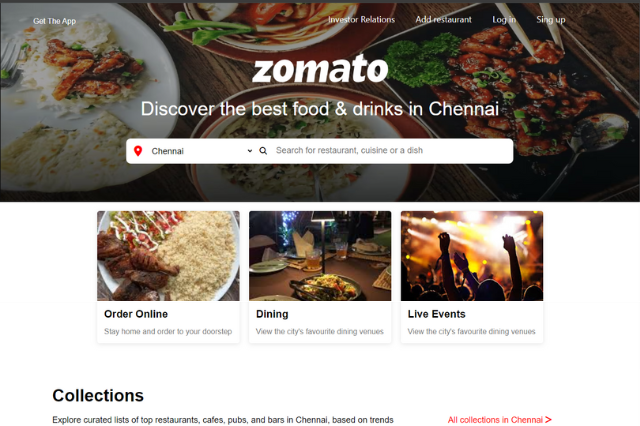 Get The App
Investor Relations Add restaurant Log in Sing up
zomato
Discover the best food & drinks in Chennai
Chennai Search for restaurant, cuisine or a dish
Order Online Dining Live Events
Stay home and order to your doorstep View the city's favourite dining venues View the city's favourite dining venues
Collections
Explore curated lists of top restaurants, cafes, pubs, and bars in Chennai, based on trends All collections in Chennai >